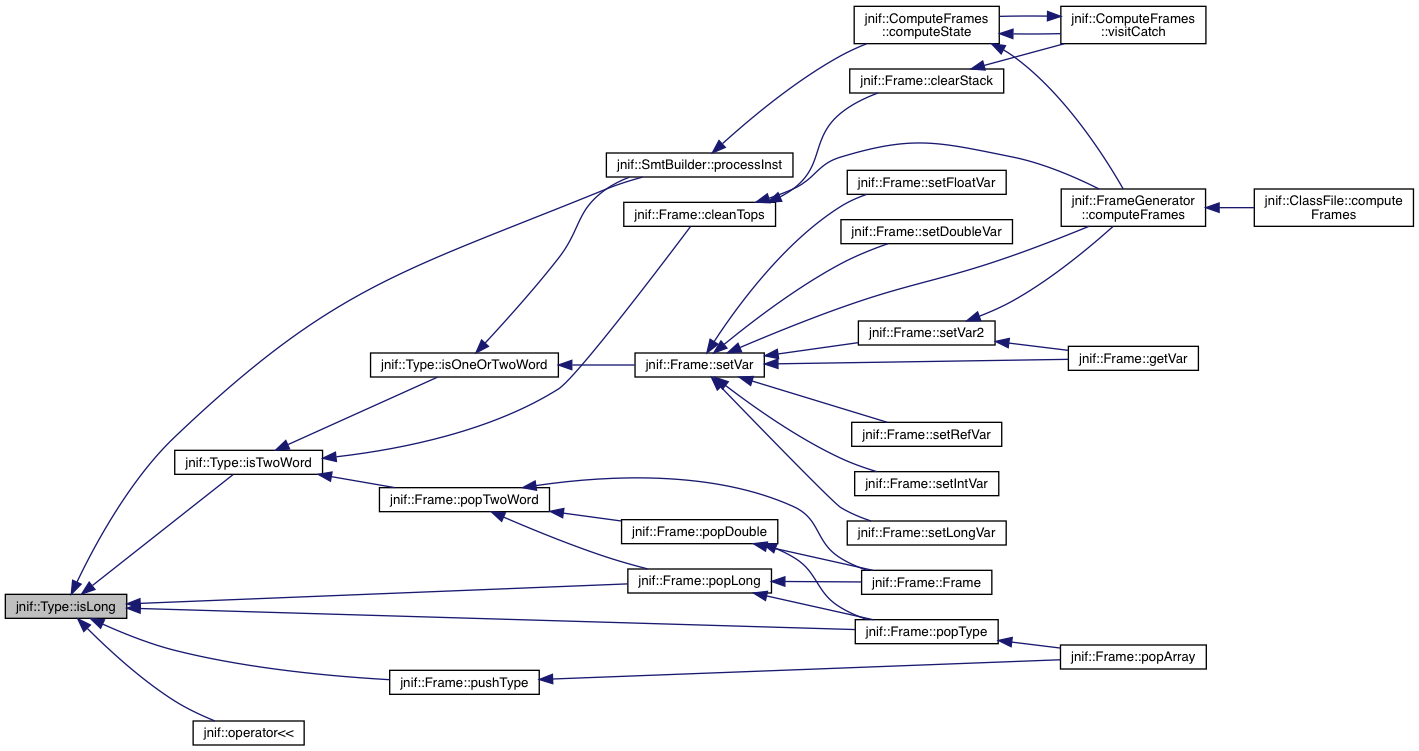 jnif::ComputeFrames
::computeState
jnif::ComputeFrames
::visitCatch
jnif::Frame::clearStack
jnif::SmtBuilder::processInst
jnif::Frame::setFloatVar
jnif::Frame::cleanTops
jnif::FrameGenerator
::computeFrames
jnif::ClassFile::compute
Frames
jnif::Frame::setDoubleVar
jnif::Frame::setVar2
jnif::Frame::getVar
jnif::Type::isOneOrTwoWord
jnif::Frame::setVar
jnif::Frame::setRefVar
jnif::Type::isTwoWord
jnif::Frame::setIntVar
jnif::Frame::popTwoWord
jnif::Frame::popDouble
jnif::Frame::setLongVar
jnif::Frame::popLong
jnif::Frame::Frame
jnif::Type::isLong
jnif::Frame::popType
jnif::Frame::popArray
jnif::Frame::pushType
jnif::operator<<